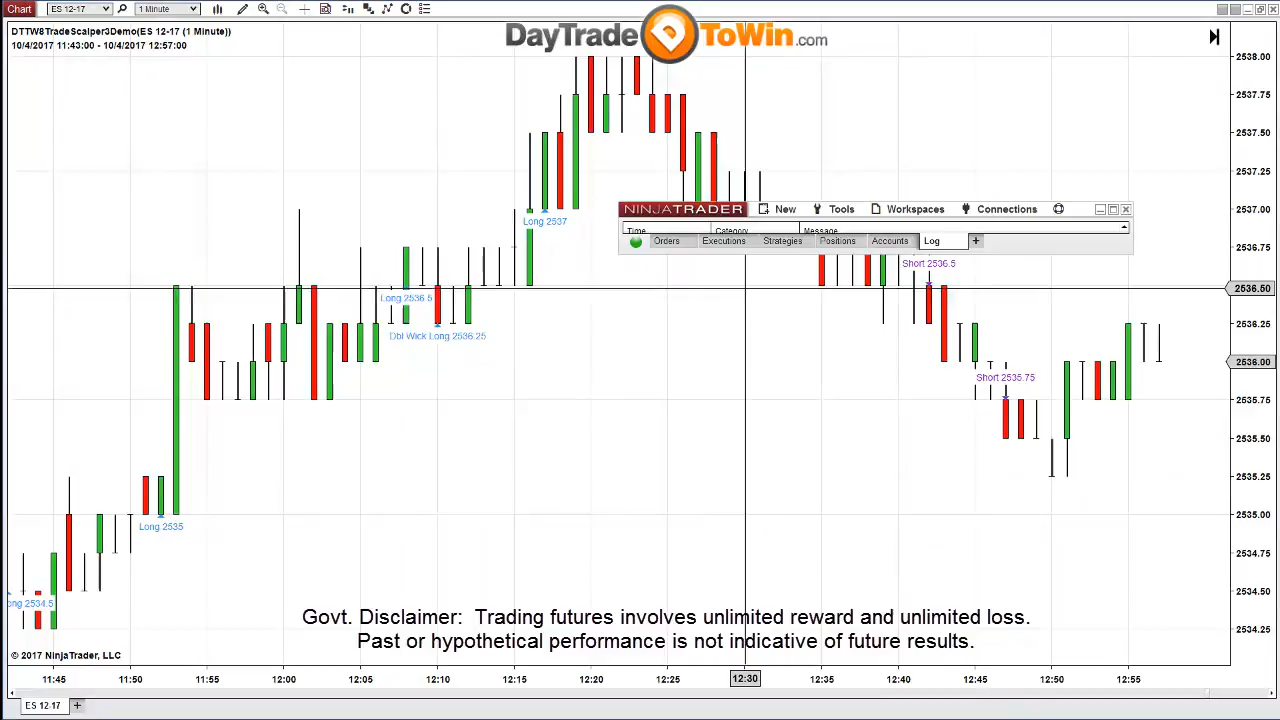 Chart ES 12-17 1 Minute
DTTW8TradeScalper3Demo(ES 12-17 (1 Minute))
10/4/2017 11:43:00 - 10/4/2017 12:57:00
DayTradeToWin.com
2538.00
2537.75
2537.50
2537.25
2537.00
2536.75
2536.50
2536.25
2536.00
2535.75
2535.50
2535.25
2535.00
2534.75
2534.50
2534.25
NINJATRADER New Tools Workspaces Connections
Time Category Message
Orders Executions Strategies Positions Accounts Log +
Long 2537
Short 2536.5
Long 2536.5
Dbl Wick Long 2536.25
Short 2535.75
Long 2535
ong 2534.5
Govt. Disclaimer: Trading futures involves unlimited reward and unlimited loss.
Past or hypothetical performance is not indicative of future results.
© 2017 NinjaTrader, LLC
11:45 11:50 11:55 12:00 12:05 12:10 12:15 12:20 12:25 12:30 12:35 12:40 12:45 12:50 12:55
ES 12-17 +